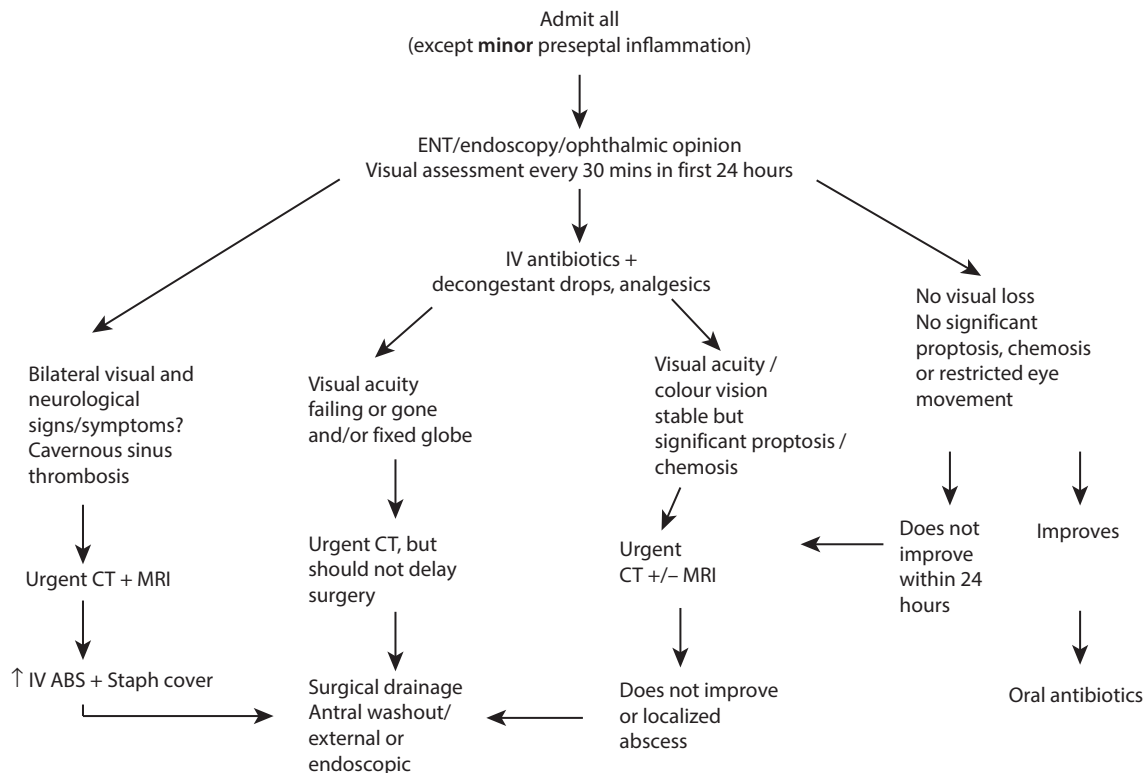 Admit all
(except minor preseptal inflammation)
ENT/endoscopy/ophthalmic opinion
Visual assessment every 30 mins in first 24 hours
IV antibiotics +
decongestant drops, analgesics
Bilateral visual and
neurological
signs/symptoms?
Cavernous sinus
thrombosis
Visual acuity
failing or gone
and/or fixed globe
Visual acuity /
colour vision
stable but
significant proptosis /
chemosis
No visual loss
No significant
proptosis, chemosis
or restricted eye
movement
Urgent CT + MRI
Urgent CT, but
should not delay
surgery
Urgent
CT +/– MRI
Does not
improve
within 24
hours
Improves
↑ IV ABS + Staph cover
Surgical drainage
Antral washout/
external or
endoscopic
Does not improve
or localized
abscess
Oral antibiotics